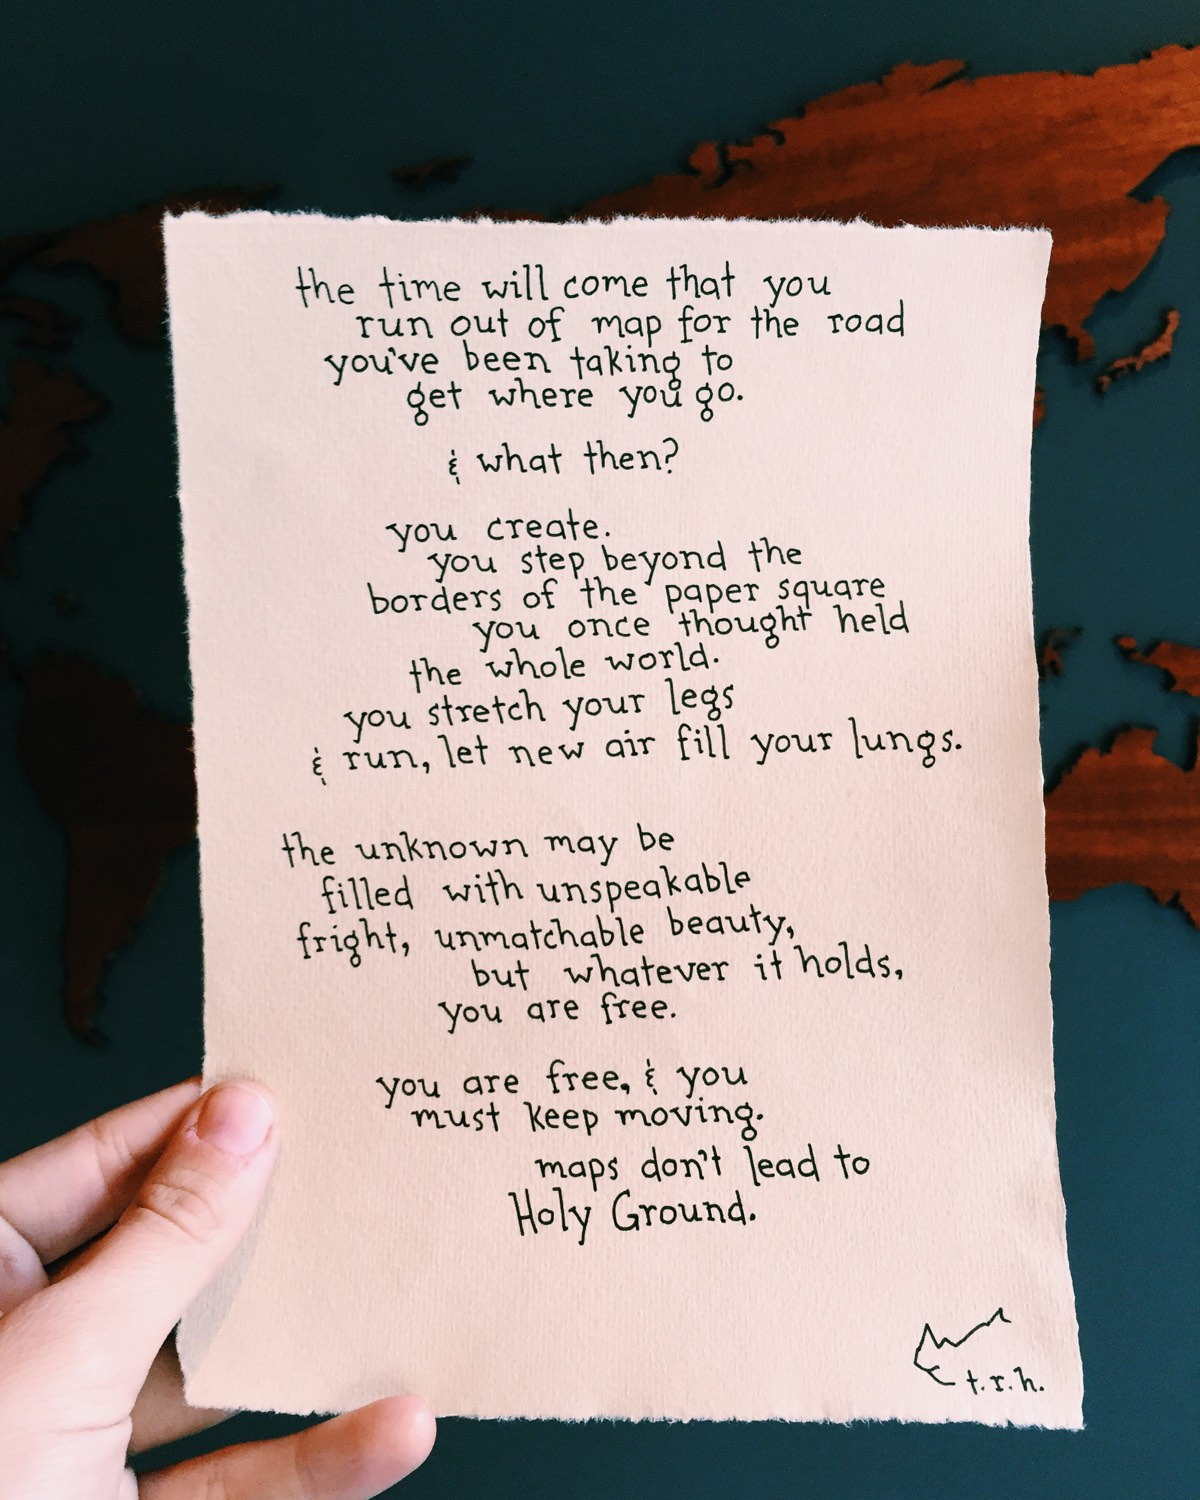 the time will come that you
run out of map for the road
you've been taking to
get where you go.
& what then?
you create.
you step beyond the
borders of the paper square
you once thought held
the whole world.
you stretch your legs
& run, let new air fill your lungs.
the unknown may be
filled with unspeakable
fright, unmatchable beauty,
but whatever it holds,
you are free.
you are free, & you
must keep moving.
maps don't lead to
Holy Ground.
t.r.h.